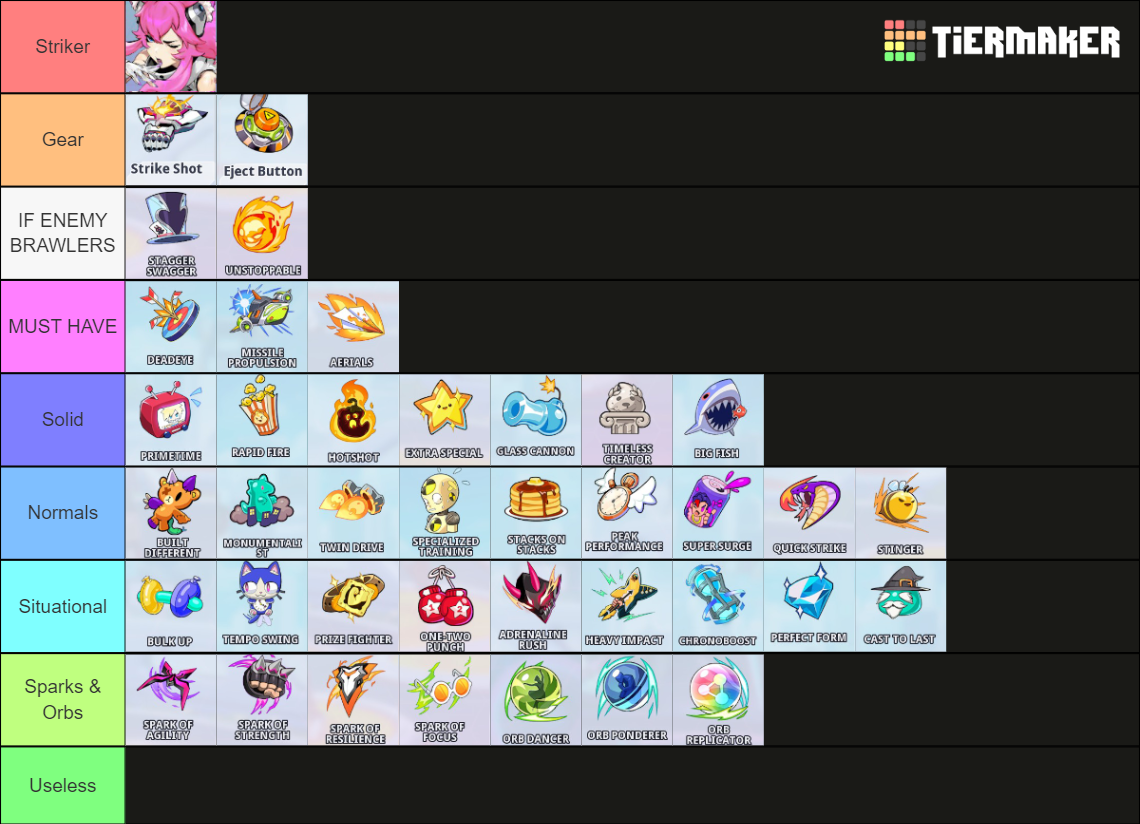 Striker
TiERMAKER
Gear
Strike Shot
Eject Button
IF ENEMY
BRAWLERS
STAGGER
SWAGGER
UNSTOPPABLE
MUST HAVE
DEADEYE
MISSILE
PROPULSION
AERIALS
Solid
PRIMETIME
RAPID FIRE
HOTSHOT
EXTRA SPECIAL
GLASS CANNON
TIMELESS
CREATOR
BIG FISH
Normals
BUILT
DIFFERENT
MONUMENTALI
ST
TWIN DRIVE
SPECIALIZED
TRAINING
STACKS ON
STACKS
PEAK
PERFORMANCE
SUPER SURGE
QUICK STRIKE
STINGER
Situational
BULK UP
TEMPO SWING
PRIZE FIGHTER
ONE-TWO
PUNCH
ADRENALINE
RUSH
HEAVY IMPACT
CHRONOBOOST
PERFECT FORM
CAST TO LAST
Sparks &
Orbs
SPARK OF
AGILITY
SPARK OF
STRENGTH
SPARK OF
RESILIENCE
SPARK OF
FOCUS
ORB DANCER
ORB PONDERER
ORB
REPLICATOR
Useless